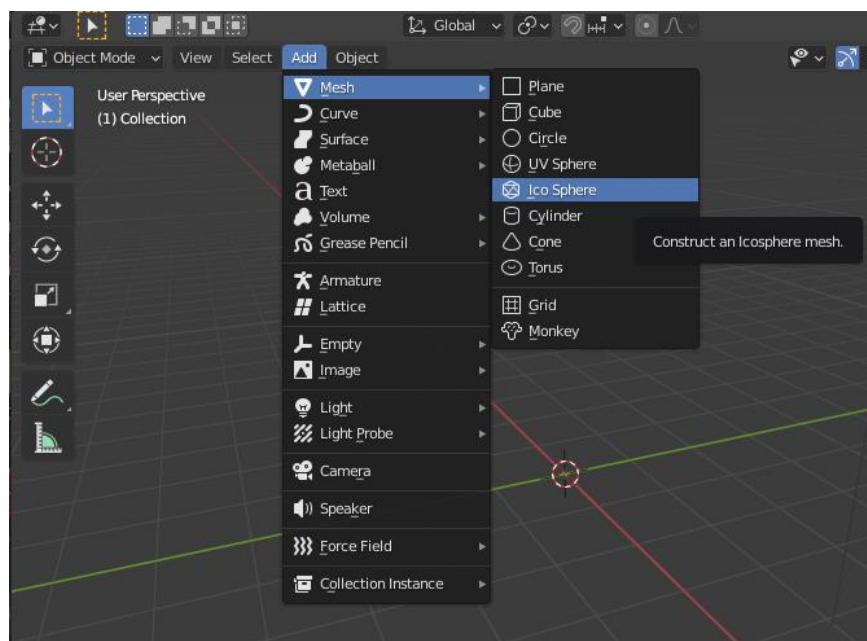 Global
Object Mode View Select Add Object
User Perspective
(1) Collection
Mesh
Curve
Surface
Metaball
Text
Volume
Grease Pencil
Armature
Lattice
Empty
Image
Light
Light Probe
Camera
Speaker
Force Field
Collection Instance
Plane
Cube
Circle
UV Sphere
Ico Sphere
Cylinder
Cone
Torus
Grid
Monkey
Construct an Icosphere mesh.